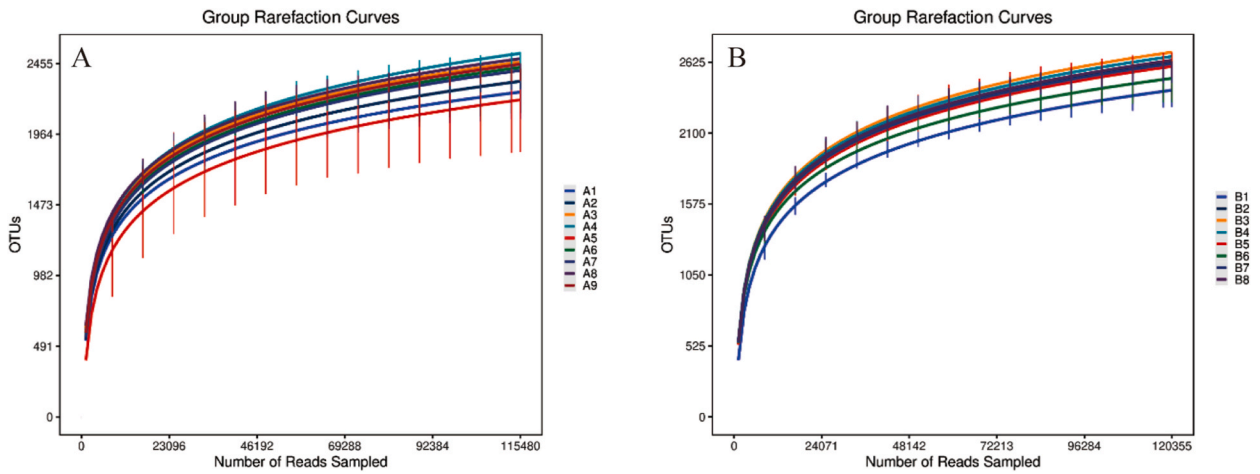 Group Rarefaction Curves
A
OTUs
2455
1964
1473
982
491
0
0 23096 46192 69288 92384 115480
Number of Reads Sampled
A1
A2
A3
A4
A5
A6
A7
A8
A9
Group Rarefaction Curves
B
OTUs
2625
2100
1575
1050
525
0
0 24071 48142 72213 96284 120355
Number of Reads Sampled
B1
B2
B3
B4
B5
B6
B7
B8